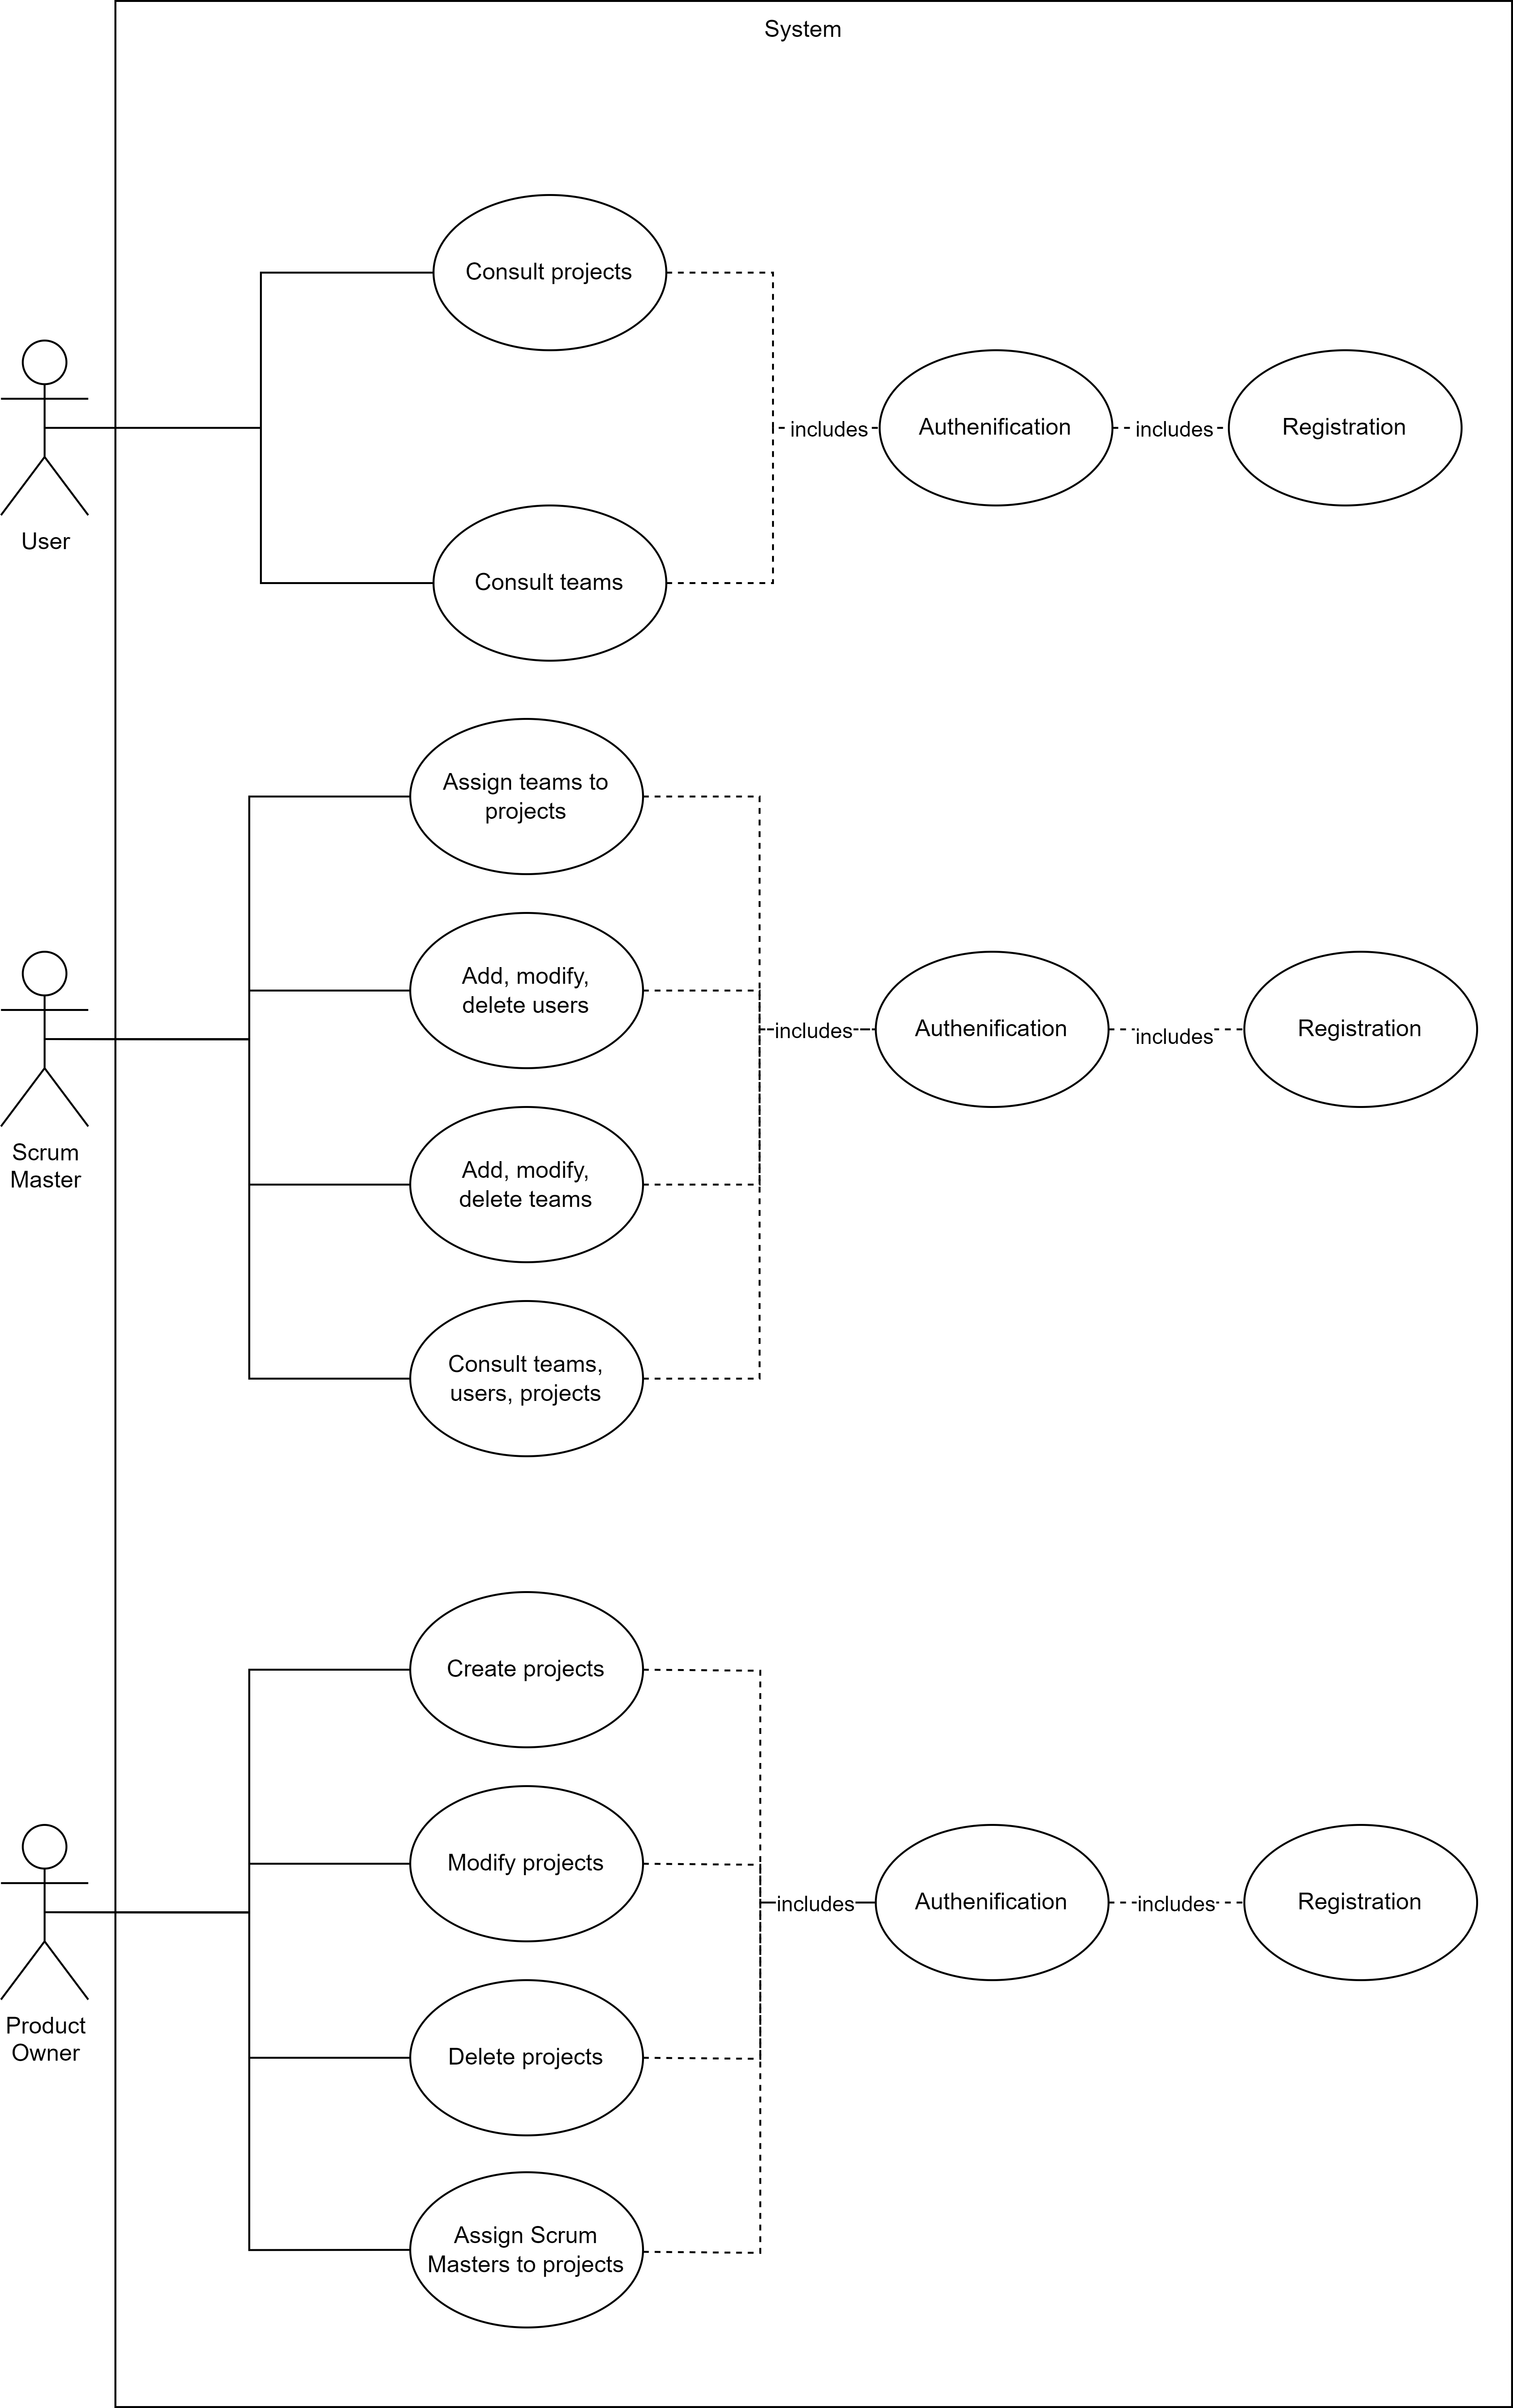 System
Consult projects
includes
Authenification
includes
Registration
User
Consult teams
Assign teams to
projects
Add, modify,
delete users
includes
Authenification
includes
Registration
Scrum
Master
Add, modify,
delete teams
Consult teams,
users, projects
Create projects
Modify projects
includes
Authenification
includes
Registration
Product
Owner
Delete projects
Assign Scrum
Masters to projects